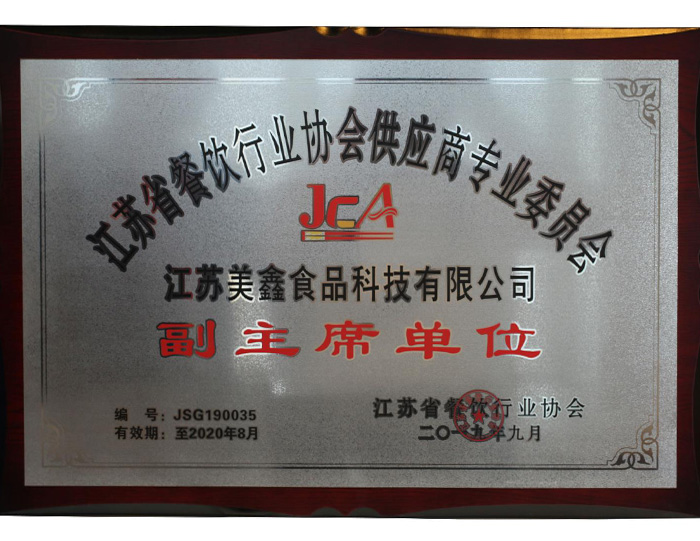 江苏省餐饮行业协会供应商专业委员会
JCA
江苏美鑫食品科技有限公司
副主席单位
编 号：JSG190035
有效期：至2020年8月
江苏省餐饮行业协会
二〇一九年九月